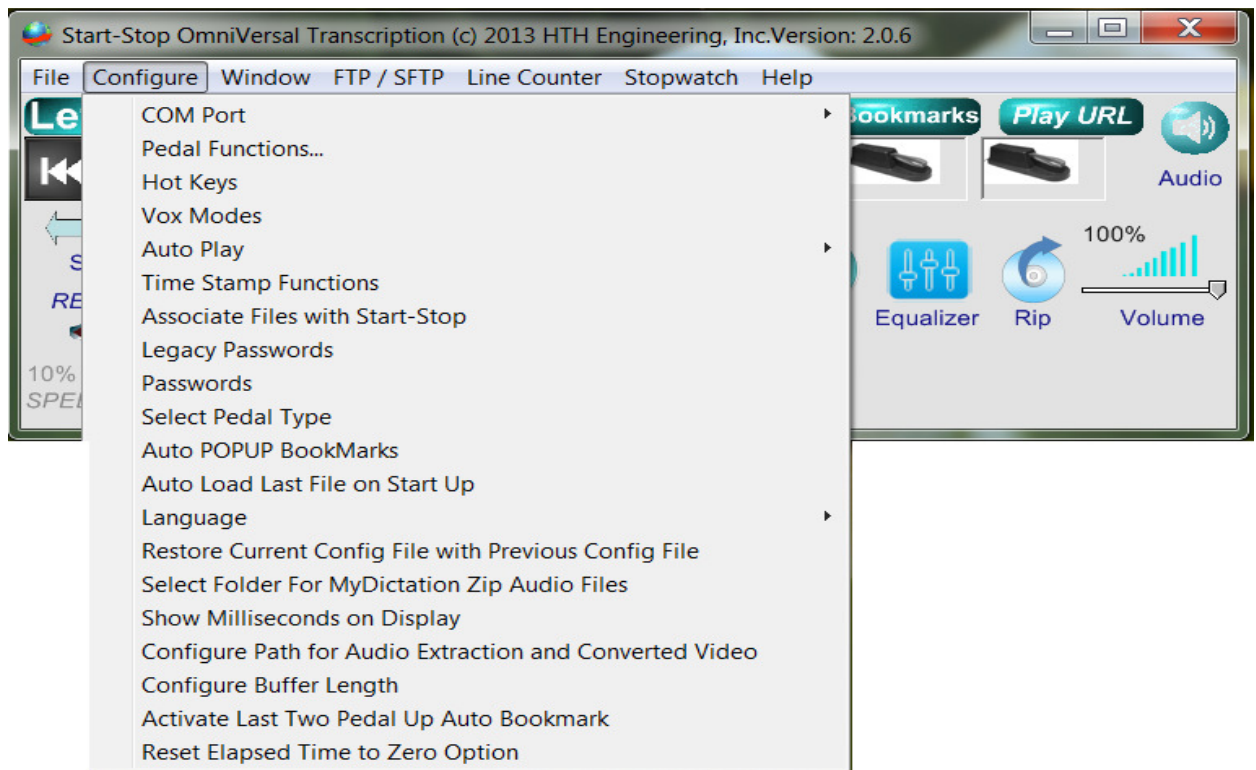 Start-Stop OmniVersal Transcription (c) 2013 HTH Engineering, Inc.Version: 2.0.6
File Configure Window FTP / SFTP Line Counter Stopwatch Help
COM Port
Play URL
Pedal Functions...
Hot Keys
Audio
Vox Modes
100%
Auto Play
Time Stamp Functions
Associate Files with Start-Stop
Equalizer Rip Volume
Legacy Passwords
10%
Passwords
Select Pedal Type
Auto POPUP BookMarks
Auto Load Last File on Start Up
Language
Restore Current Config File with Previous Config File
Select Folder For MyDictation Zip Audio Files
Show Milliseconds on Display
Configure Path for Audio Extraction and Converted Video
Configure Buffer Length
Activate Last Two Pedal Up Auto Bookmark
Reset Elapsed Time to Zero Option